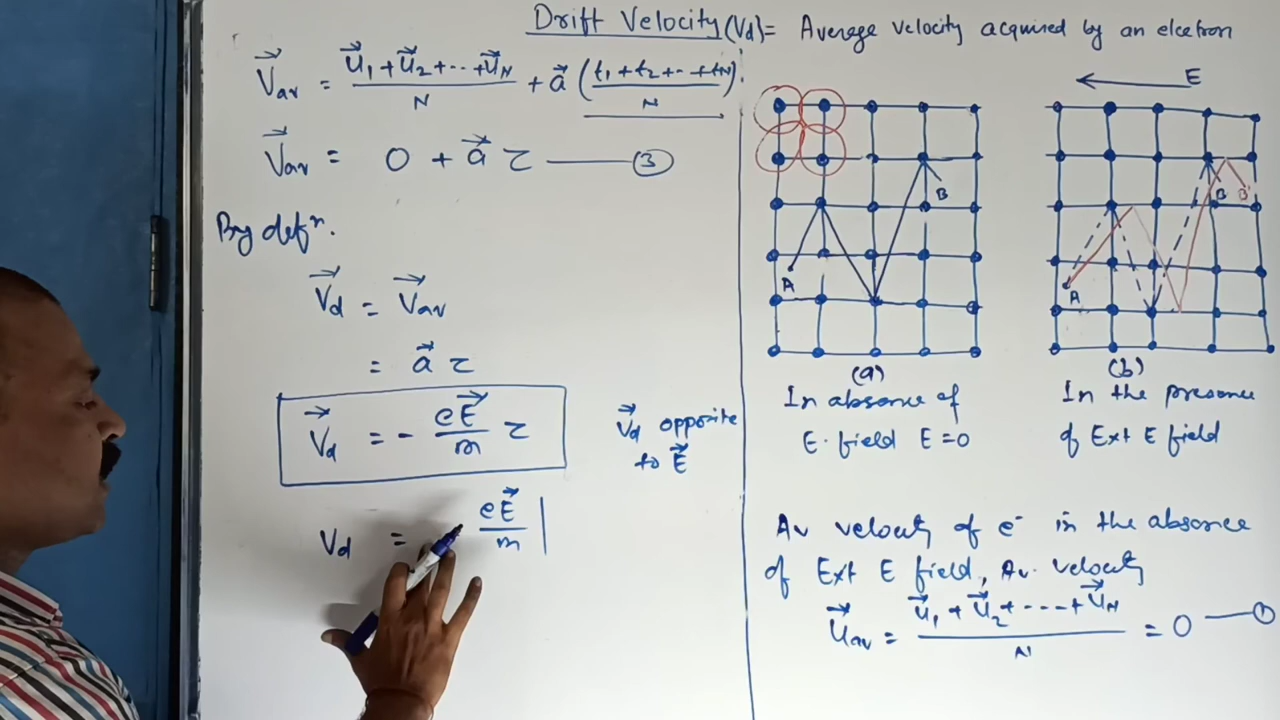 Drift Velocity (Vd) = Average velocity acquired by an elcetron
V⃗av = (u⃗1 + u⃗2 + -- + u⃗N)/N + a⃗ ((t1 + t2 + -- + tN)/N).
V⃗av = 0 + a⃗ τ —— ③
By defⁿ.
V⃗d = V⃗av
= a⃗ τ
V⃗d = - (eE⃗/m) τ
V⃗d opposite
to E⃗
Vd = eE⃗/m |
A
B
(a)
In absence of
E. field E = 0
E
A
B
B'
(b)
In the presence
of Ext E field
Av velocity of e⁻ in the absence
of Ext E field, Av. velocity
u⃗av = (u⃗1 + u⃗2 + ---- + u⃗N)/N = 0 —— ①